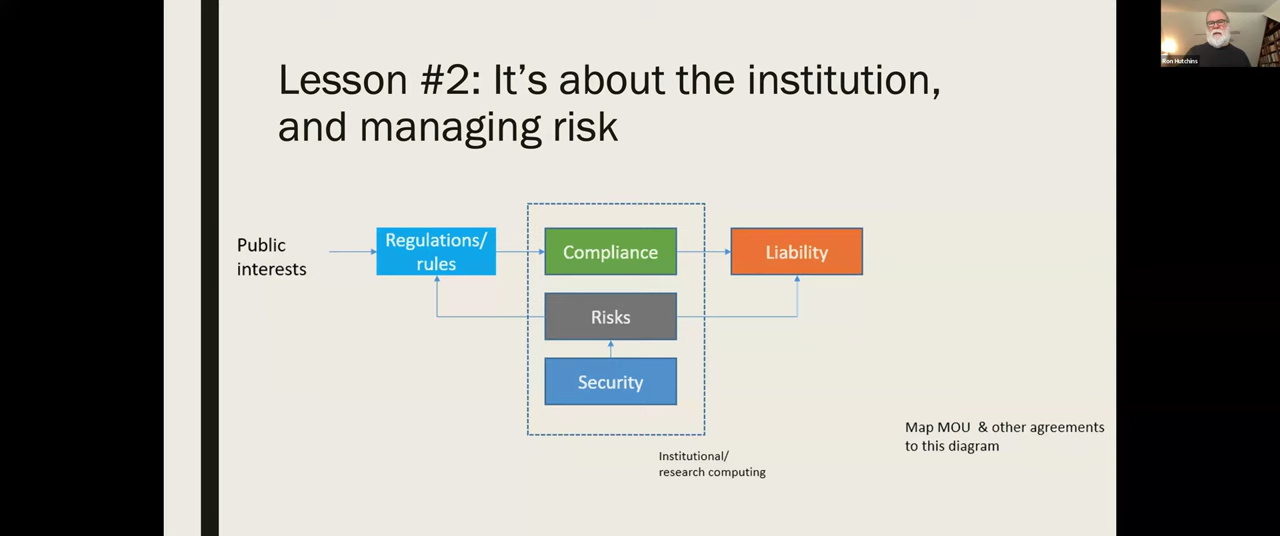 Lesson #2: It's about the institution,
and managing risk
Public
interests
Regulations/
rules
Compliance
Liability
Risks
Security
Institutional/
research computing
Map MOU & other agreements
to this diagram
Ron Hutchins